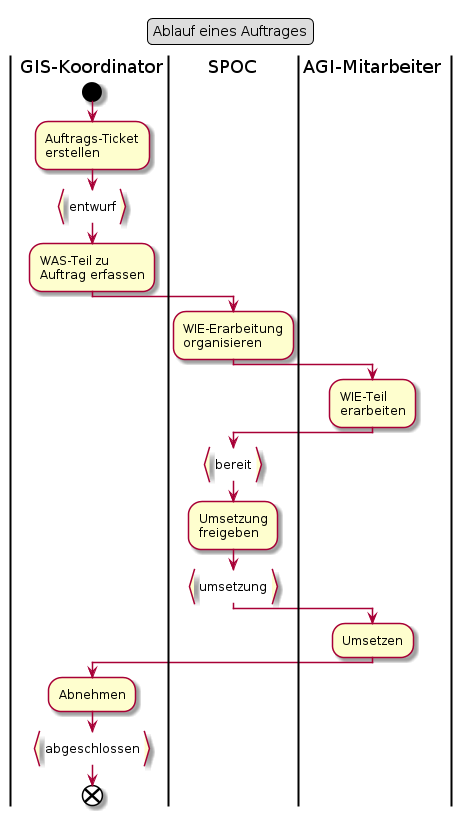 Ablauf eines Auftrages
GIS-Koordinator
SPOC
AGI-Mitarbeiter
Auftrags-Ticket
erstellen
entwurf
WAS-Teil zu
Auftrag erfassen
WIE-Erarbeitung
organisieren
WIE-Teil
erarbeiten
bereit
Umsetzung
freigeben
umsetzung
Umsetzen
Abnehmen
abgeschlossen